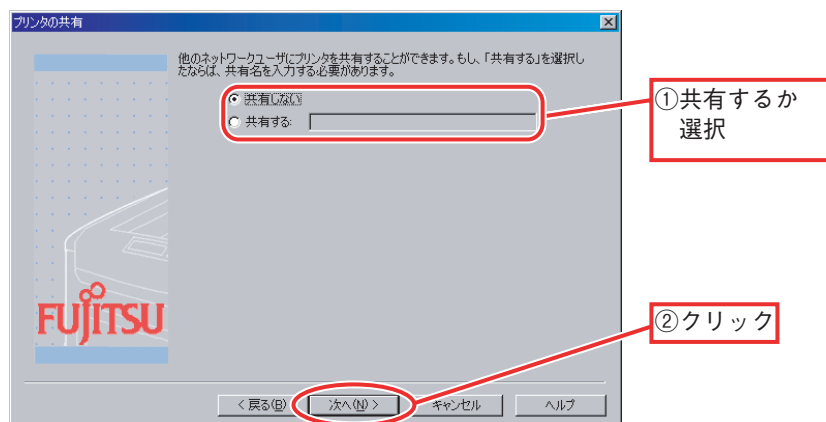 プリンタの共有
他のネットワークユーザにプリンタを共有することができます。もし、「共有する」を選択し
たならば、共有名を入力する必要があります。
共有しない
共有する:
①共有するか
選択
FUJITSU
②クリック
< 戻る(B)
次へ(N) >
キャンセル
ヘルプ